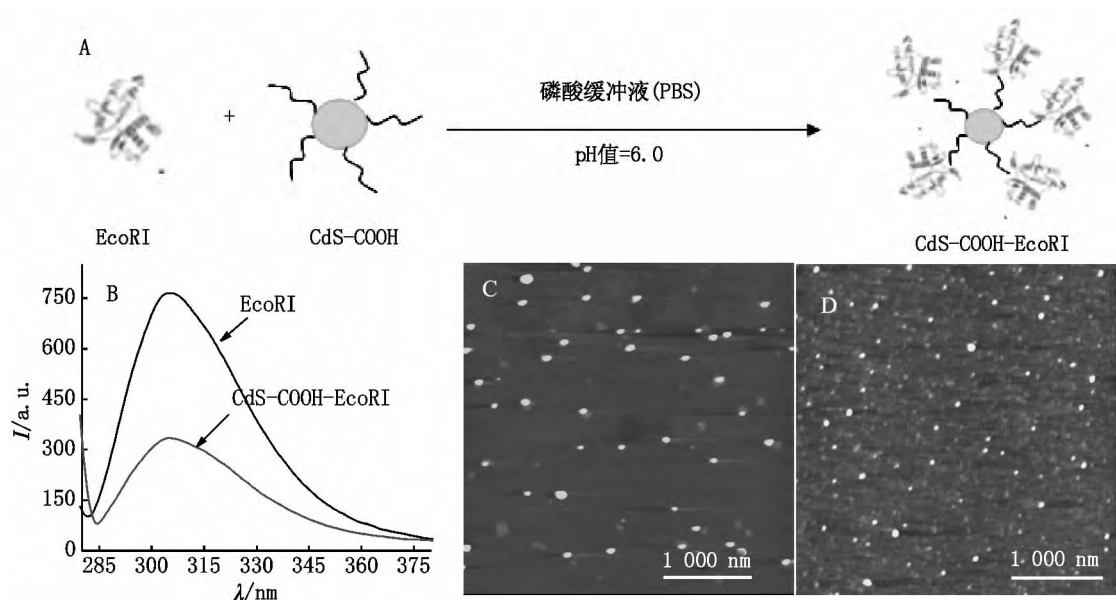 A
磷酸缓冲液(PBS)
+
pH值=6.0
EcoRI
CdS-COOH
CdS-COOH-EcoRI
B
EcoRI
CdS-COOH-EcoRI
750
600
450
300
150
0
I/a.u.
285 300 315 330 345 360 375
λ/nm
C
1 000 nm
D
1 000 nm